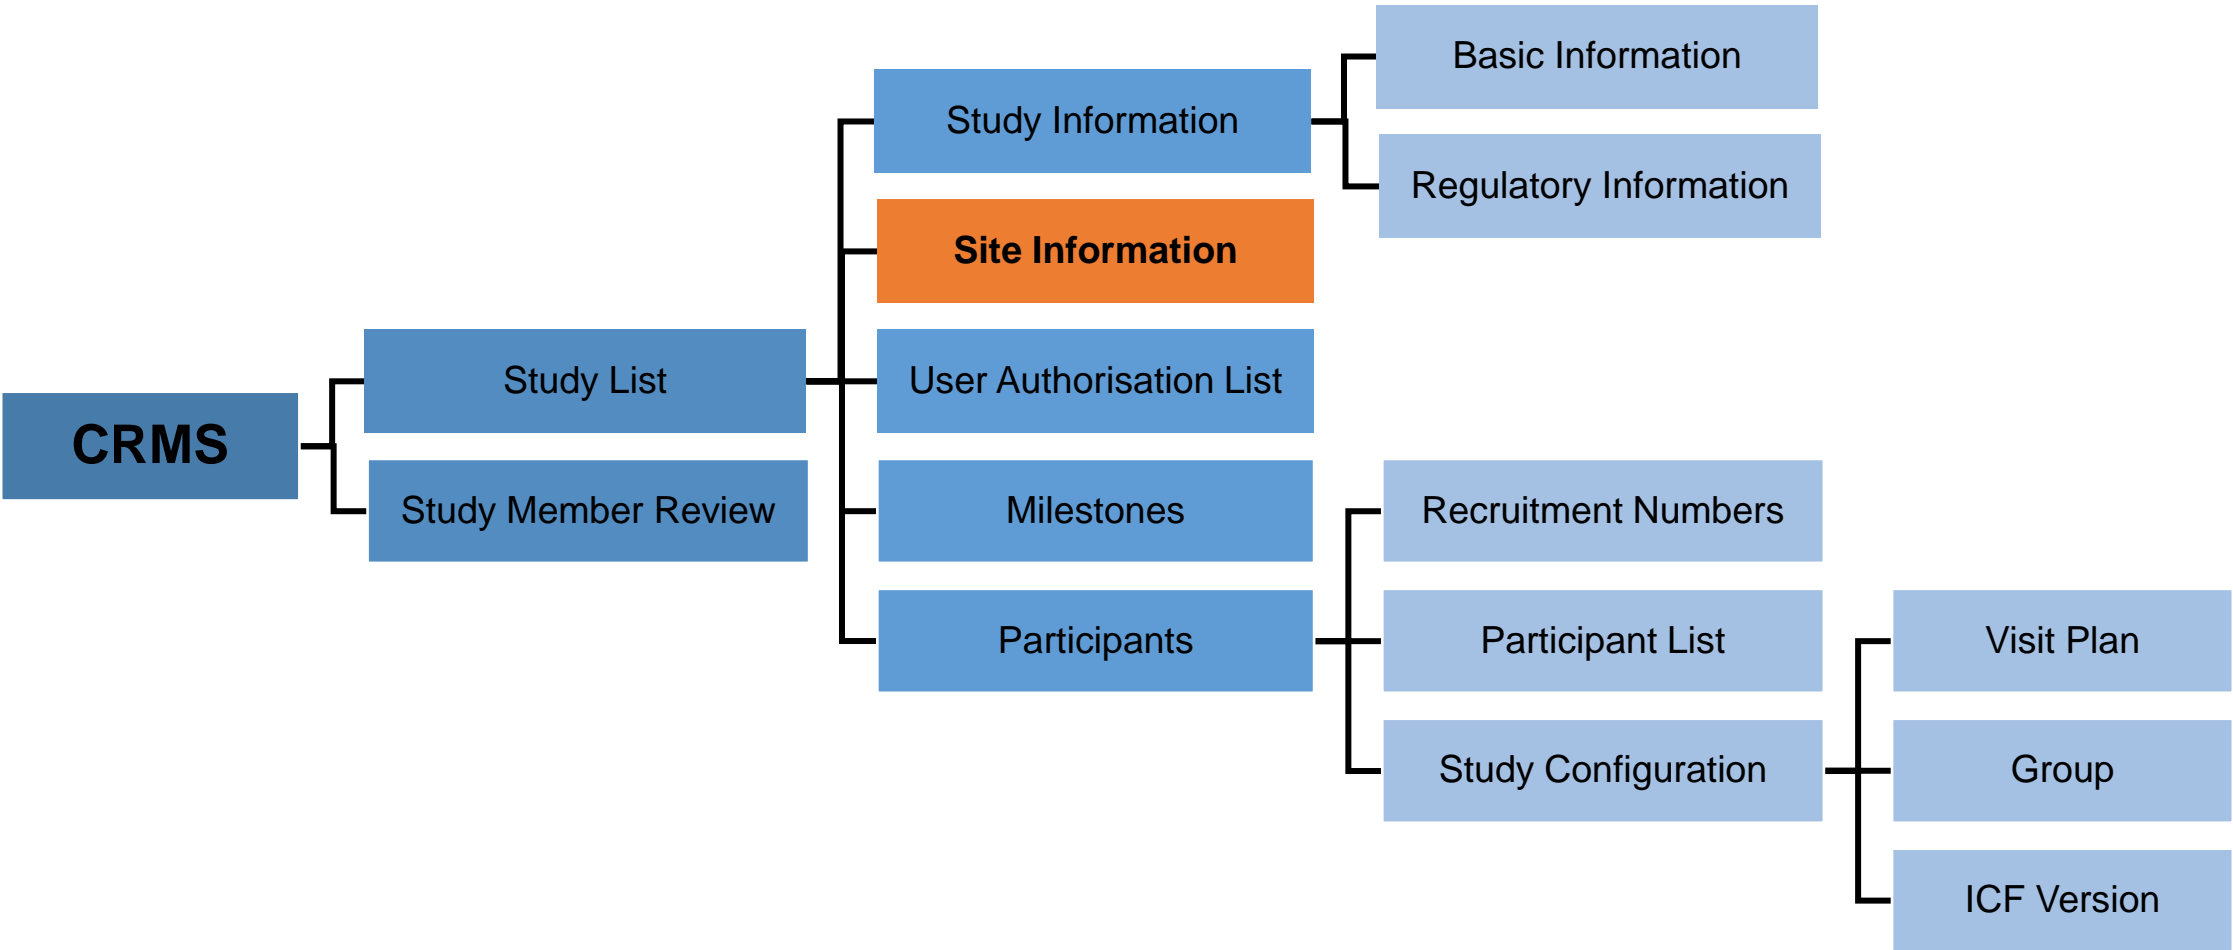 CRMS
Study List
Study Member Review
Study Information
Site Information
User Authorisation List
Milestones
Participants
Basic Information
Regulatory Information
Recruitment Numbers
Participant List
Study Configuration
Visit Plan
Group
ICF Version